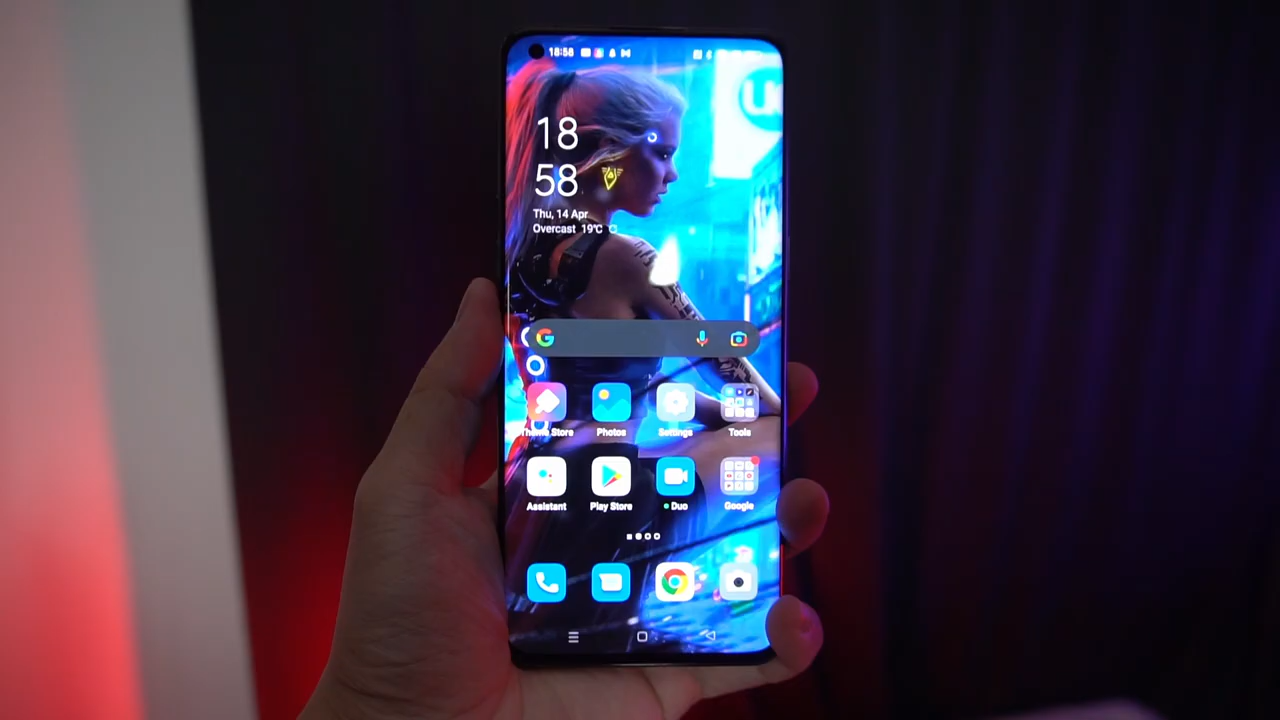 18:58
18
58
Thu, 14 Apr
Overcast 19°C
Theme Store
Photos
Settings
Tools
Assistant
Play Store
Duo
Google